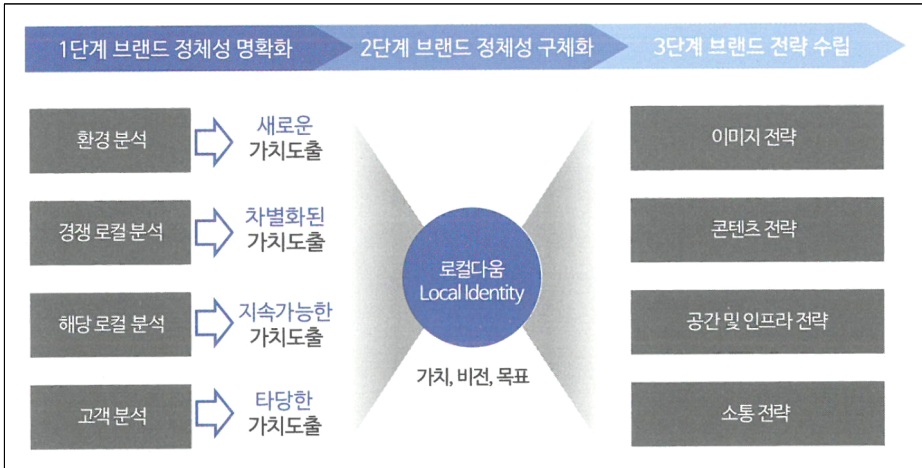 1단계 브랜드 정체성 명확화
2단계 브랜드 정체성 구체화
3단계 브랜드 전략 수립
환경 분석
새로운
가치도출
경쟁 로컬 분석
차별화된
가치도출
해당 로컬 분석
지속가능한
가치도출
고객 분석
타당한
가치도출
로컬다움
Local Identity
가치, 비전, 목표
이미지 전략
콘텐츠 전략
공간 및 인프라 전략
소통 전략